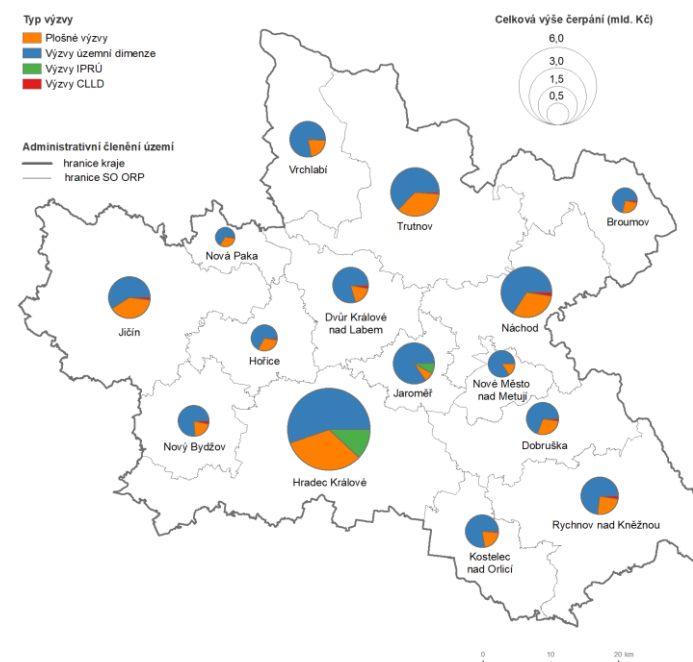 Typ výzvy
Plošné výzvy
Výzvy územní dimenze
Výzvy IPRÚ
Výzvy CLLD
Administrativní členění území
hranice kraje
hranice SO ORP
Celková výše čerpání (mld. Kč)
6,0
3,0
1,5
0,5
Vrchlabí
Trutnov
Broumov
Nová Paka
Jičín
Dvůr Králové
nad Labem
Náchod
Hořice
Jaroměř
Nové Město
nad Metují
Nový Bydžov
Hradec Králové
Dobruška
Rychnov nad Kněžnou
Kostelec
nad Orlicí
0 10 20 km